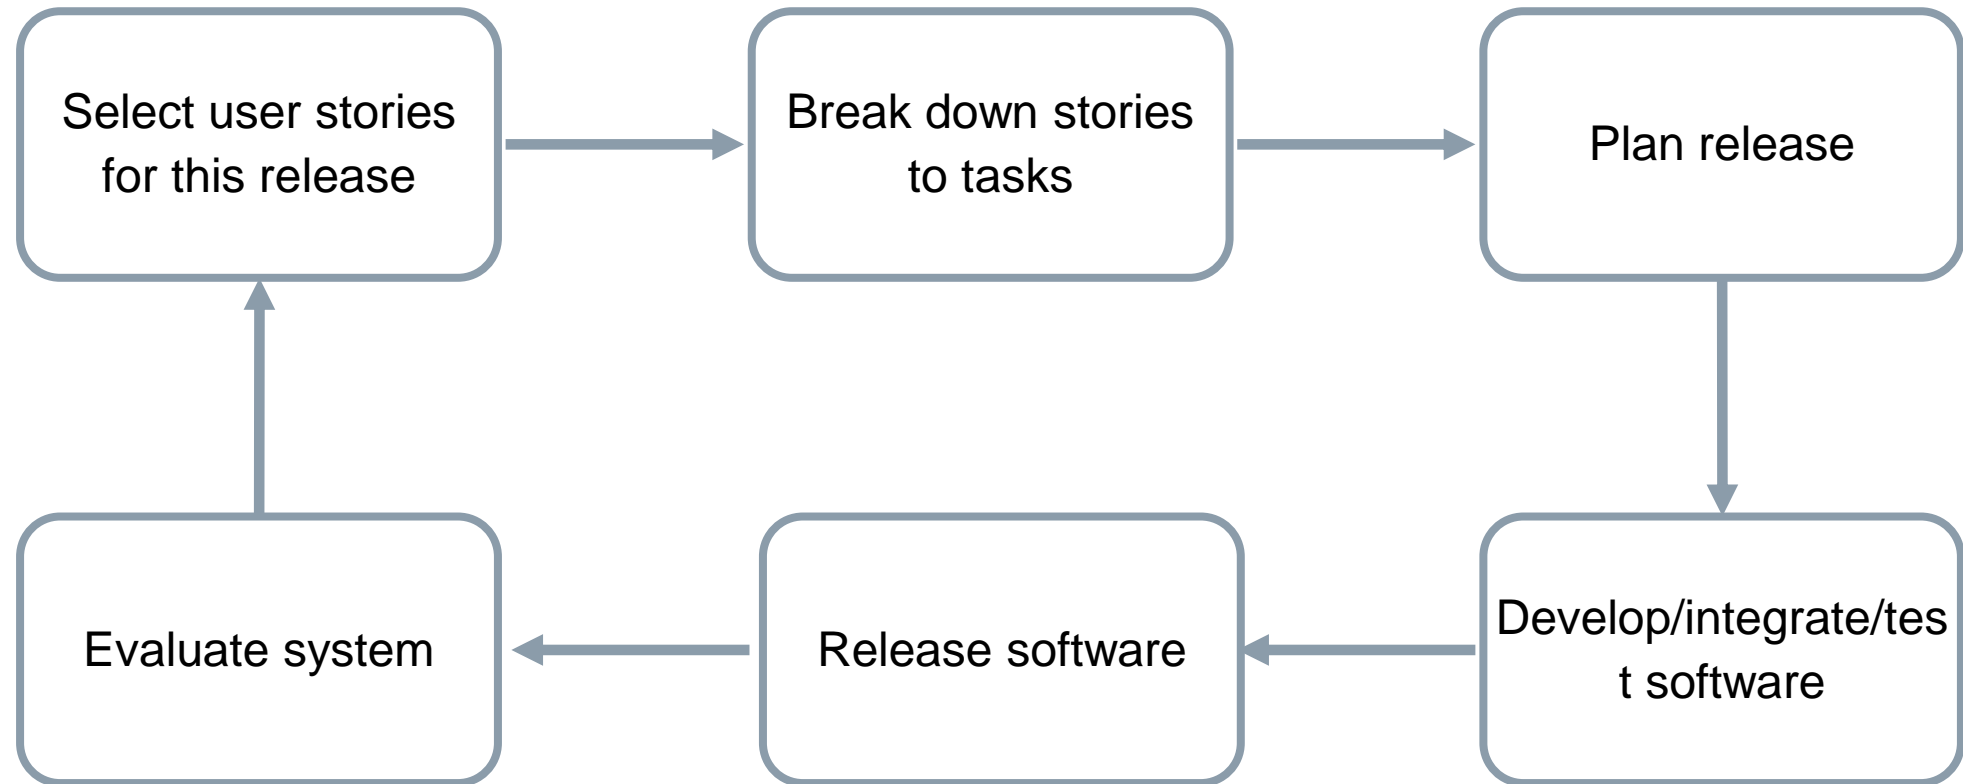 Select user stories
for this release
Break down stories
to tasks
Plan release
Evaluate system
Release software
Develop/integrate/tes
t software